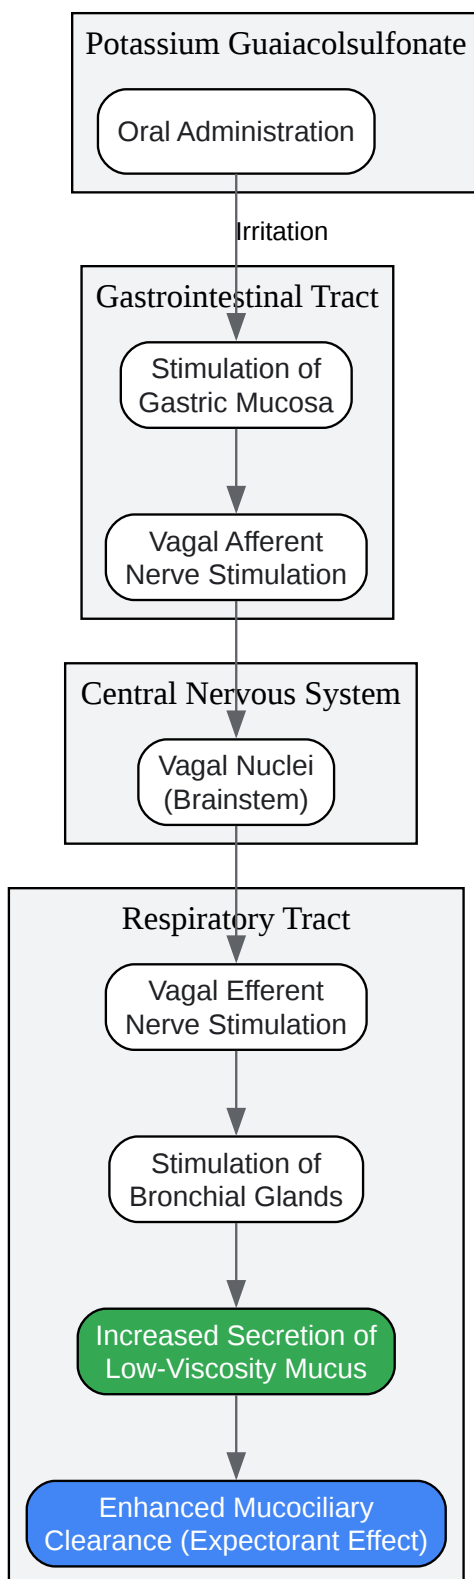 Potassium Guaiacolsulfonate
Oral Administration
Irritation
Gastrointestinal Tract
Stimulation of
Gastric Mucosa
Vagal Afferent
Nerve Stimulation
Central Nervous System
Vagal Nuclei
(Brainstem)
Respiratory Tract
Vagal Efferent
Nerve Stimulation
Stimulation of
Bronchial Glands
Increased Secretion of
Low-Viscosity Mucus
Enhanced Mucociliary
Clearance (Expectorant Effect)